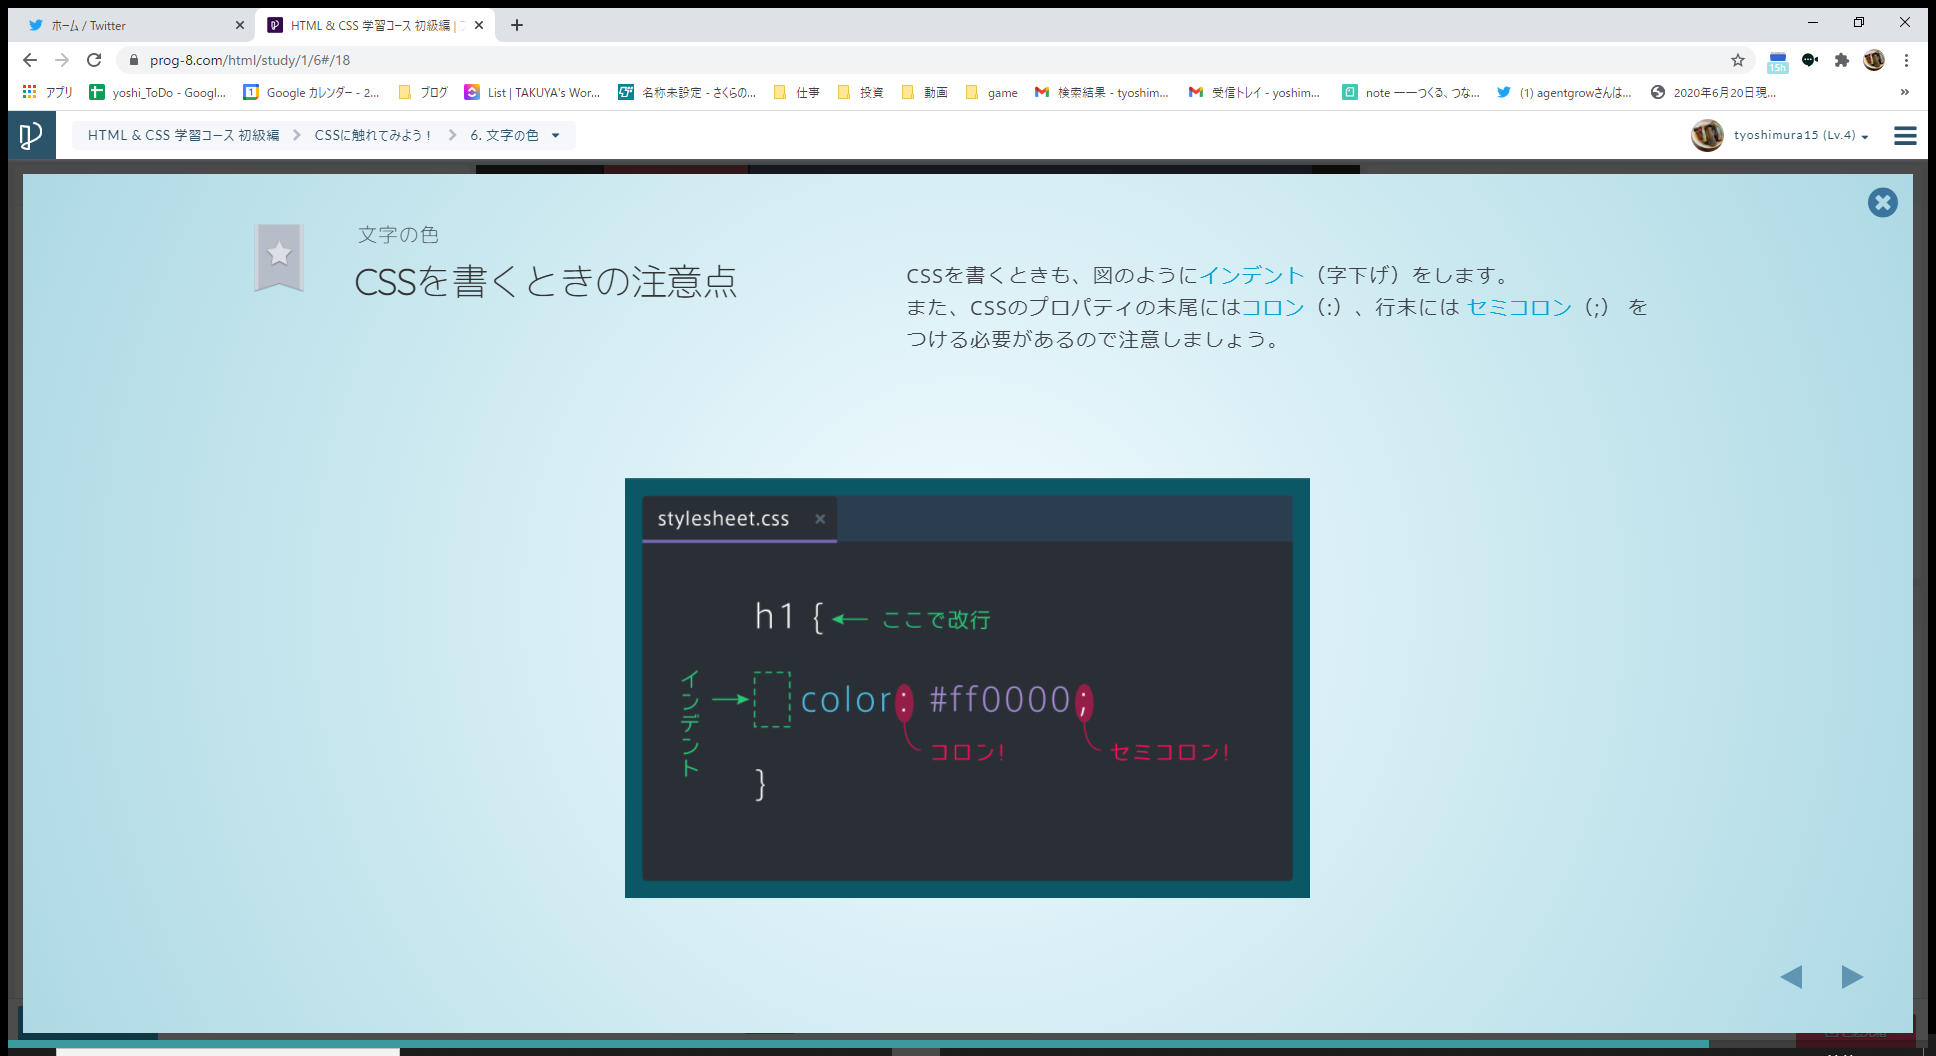 ホーム / Twitter
HTML & CSS 学習コース 初級編 |
prog-8.com/html/study/1/6#/18
15h
アプリ
yoshi_ToDo - Googl...
Google カレンダー - 2...
ブログ
List | TAKUYA's Wor...
名称未設定 - さくらの...
仕事
投資
動画
game
検索結果 - tyoshim...
受信トレイ - yoshim...
note ーーつくる、つな...
(1) agentgrowさんは...
2020年6月20日現...
»
HTML & CSS 学習コース 初級編
CSSに触れてみよう！
6. 文字の色
tyoshimura15 (Lv.4)
文字の色
CSSを書くときの注意点
CSSを書くときも、図のようにインデント（字下げ）をします。
また、CSSのプロパティの末尾にはコロン（:）、行末には セミコロン（;） を
つける必要があるので注意しましょう。
stylesheet.css
h1 {
ここで改行
インデント
color: #ff0000;
コロン!
セミコロン!
}